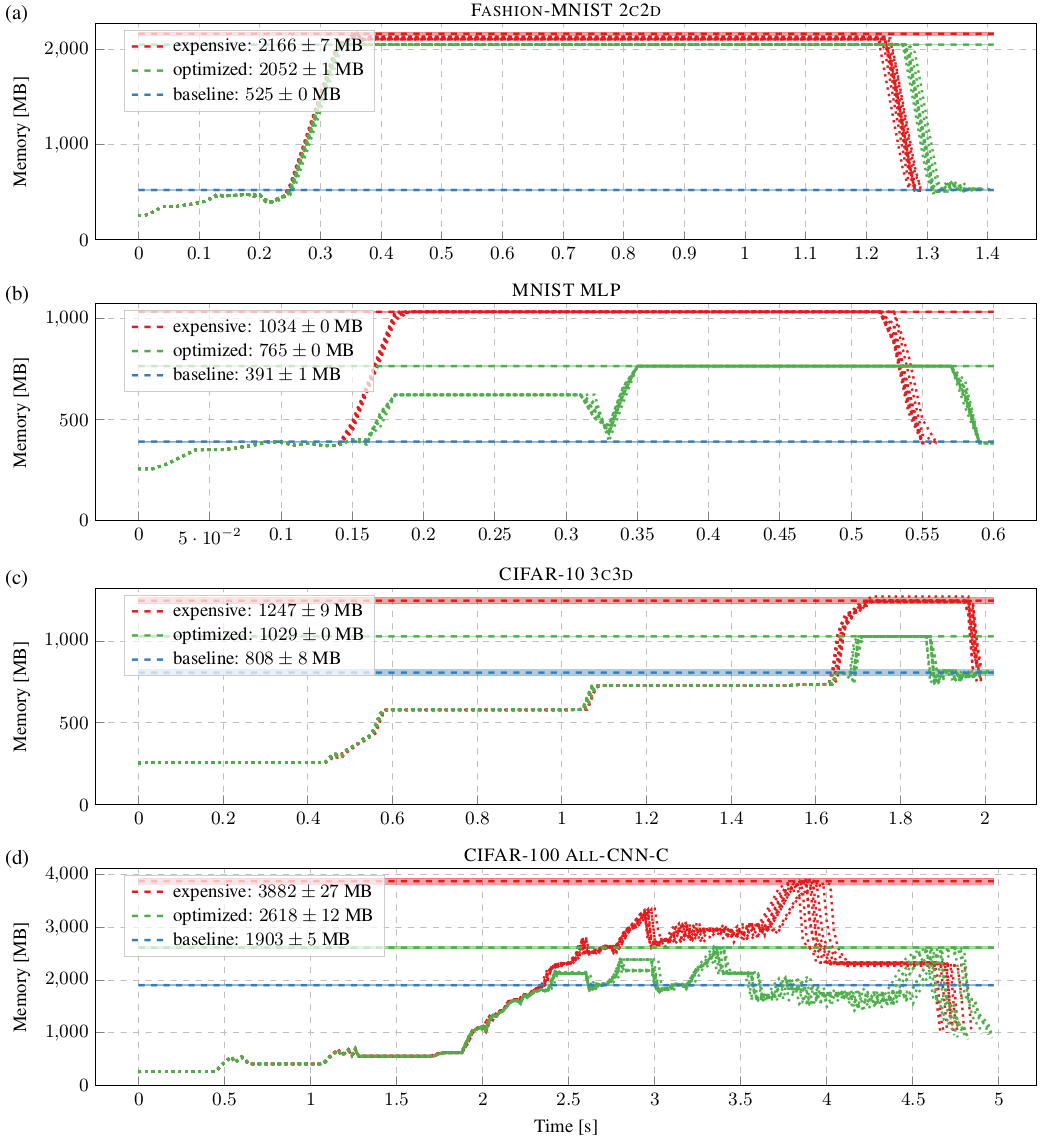 (a)
FASHION-MNIST 2C2D
Memory [MB]
2,000
1,000
0
expensive: 2166 ± 7 MB
optimized: 2052 ± 1 MB
baseline: 525 ± 0 MB
0 0.1 0.2 0.3 0.4 0.5 0.6 0.7 0.8 0.9 1 1.1 1.2 1.3 1.4
(b)
MNIST MLP
Memory [MB]
1,000
500
0
expensive: 1034 ± 0 MB
optimized: 765 ± 0 MB
baseline: 391 ± 1 MB
0 5 · 10⁻² 0.1 0.15 0.2 0.25 0.3 0.35 0.4 0.45 0.5 0.55 0.6
(c)
CIFAR-10 3C3D
Memory [MB]
1,000
500
0
expensive: 1247 ± 9 MB
optimized: 1029 ± 0 MB
baseline: 808 ± 8 MB
0 0.2 0.4 0.6 0.8 1 1.2 1.4 1.6 1.8 2
(d)
CIFAR-100 ALL-CNN-C
Memory [MB]
4,000
3,000
2,000
1,000
0
expensive: 3882 ± 27 MB
optimized: 2618 ± 12 MB
baseline: 1903 ± 5 MB
0 0.5 1 1.5 2 2.5 3 3.5 4 4.5 5
Time [s]